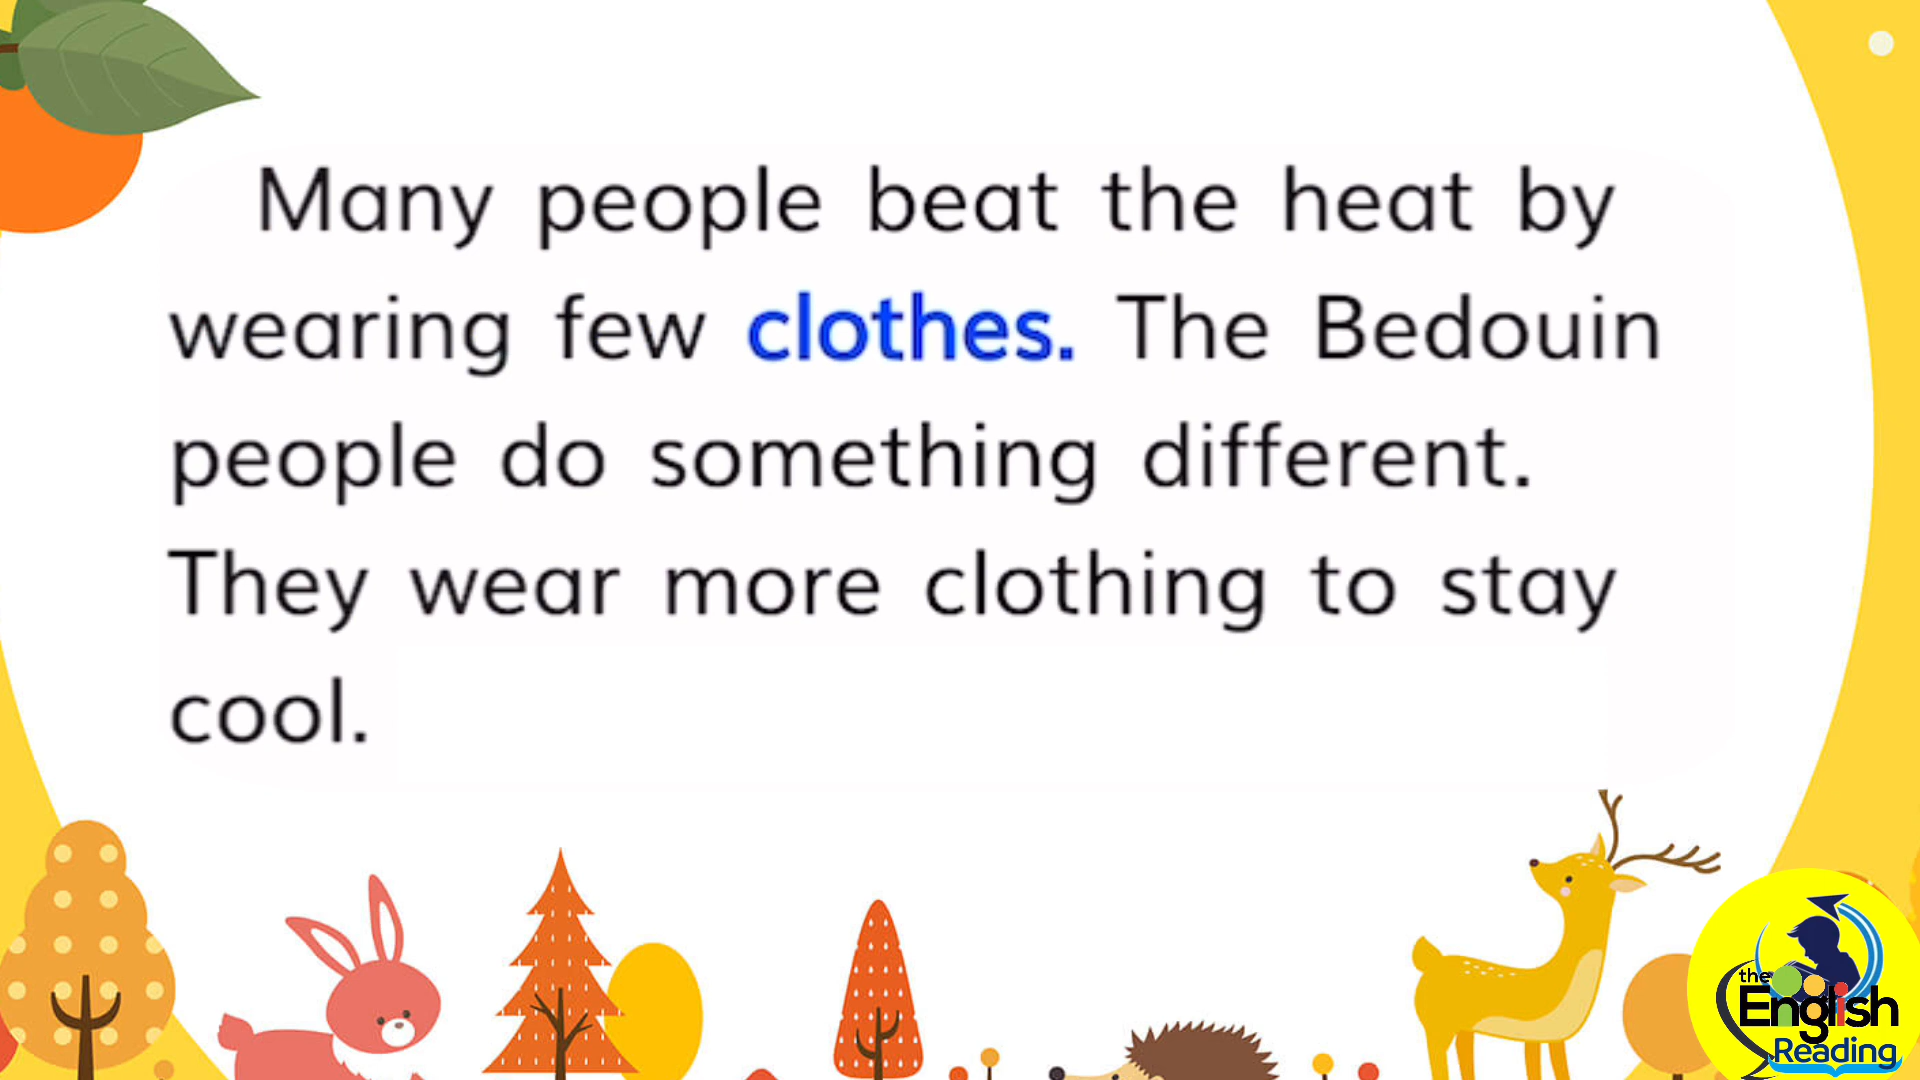 Many people beat the heat by
wearing few clothes. The Bedouin
people do something different.
They wear more clothing to stay
cool.
the
English
Reading